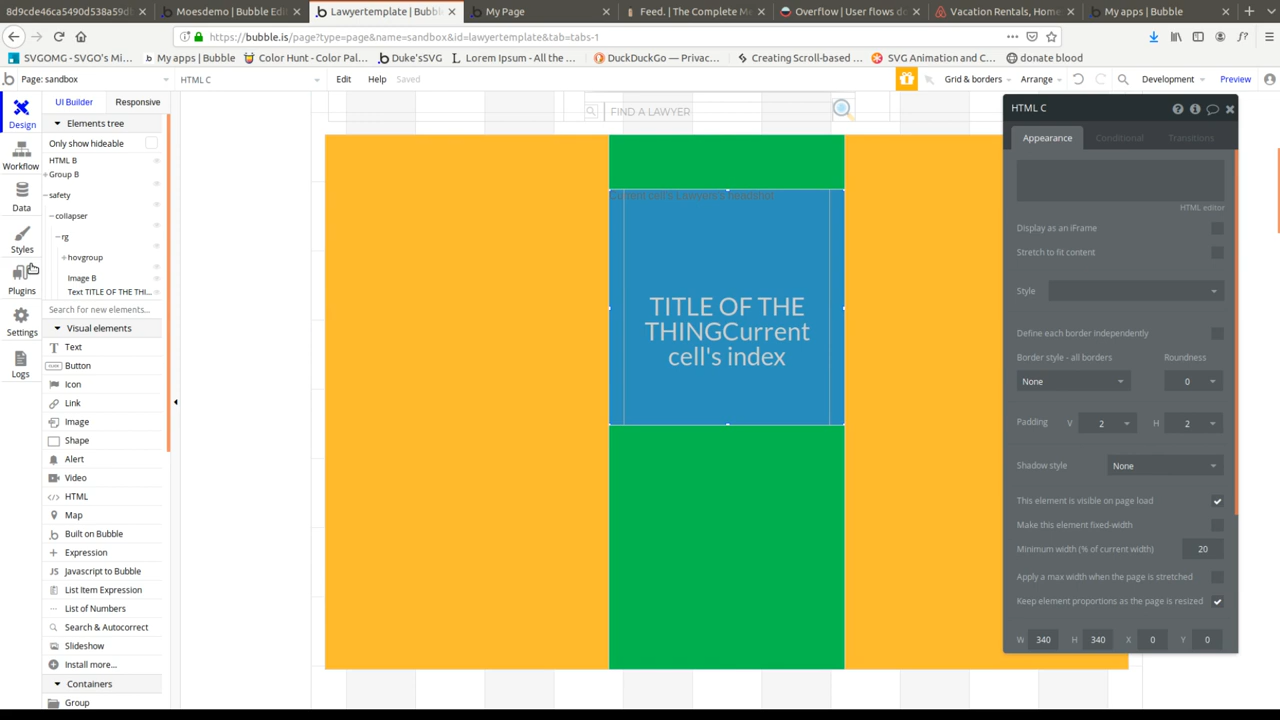 8d9cde42ca5490d538a59d
Moesdemo | Bubble Edi
Lawyertemplate | Bubbl
My Page
Feed. | The Complete M
Overflow | User flows d
Vacation Rentals, Home
My apps | Bubble
https://bubble.is/page?type=page&name=sandbox&id=lawyertemplate&tab=tabs-1
SVGOMG - SVGO's Mi...
My apps | Bubble
Color Hunt - Color Pal...
Duke'sSVG
Lorem Ipsum - All the ...
DuckDuckGo — Privac...
Creating Scroll-based ...
SVG Animation and C...
donate blood
Page: sandbox
HTML C
Edit
Help
Saved
Grid & borders
Arrange
Development
Preview
Design
Workflow
Data
Styles
Plugins
Settings
Logs
UI Builder
Responsive
Elements tree
Only show hideable
HTML B
Group B
safety
collapser
rg
hovgroup
Image B
Text TITLE OF THE THI...
Search for new elements...
Visual elements
Text
Button
Icon
Link
Image
Shape
Alert
Video
HTML
Map
Built on Bubble
Expression
JS Javascript to Bubble
List Item Expression
List of Numbers
Search & Autocorrect
Slideshow
Install more...
Containers
Group
FIND A LAWYER
Current cell's Lawyors's headshot
TITLE OF THE
THINGCurrent
cell's index
HTML C
Appearance
Conditional
Transitions
HTML editor
Display as an iFrame
Stretch to fit content
Style
Define each border independently
Border style - all borders
Roundness
None
0
Padding
V
2
H
2
Shadow style
None
This element is visible on page load
Make this element fixed-width
Minimum width (% of current width)
20
Apply a max width when the page is stretched
Keep element proportions as the page is resized
W
340
H
340
X
0
Y
0